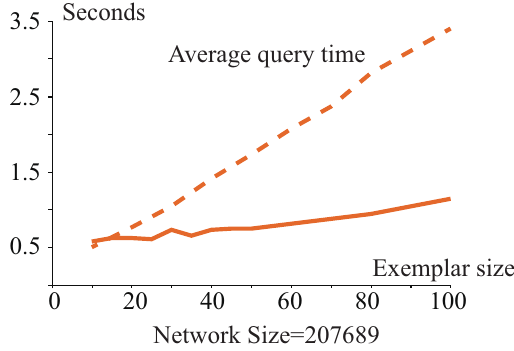 Seconds
3.5
Average query time
2.5
1.5
0.5
Exemplar size
0 20 40 60 80 100
Network Size=207689